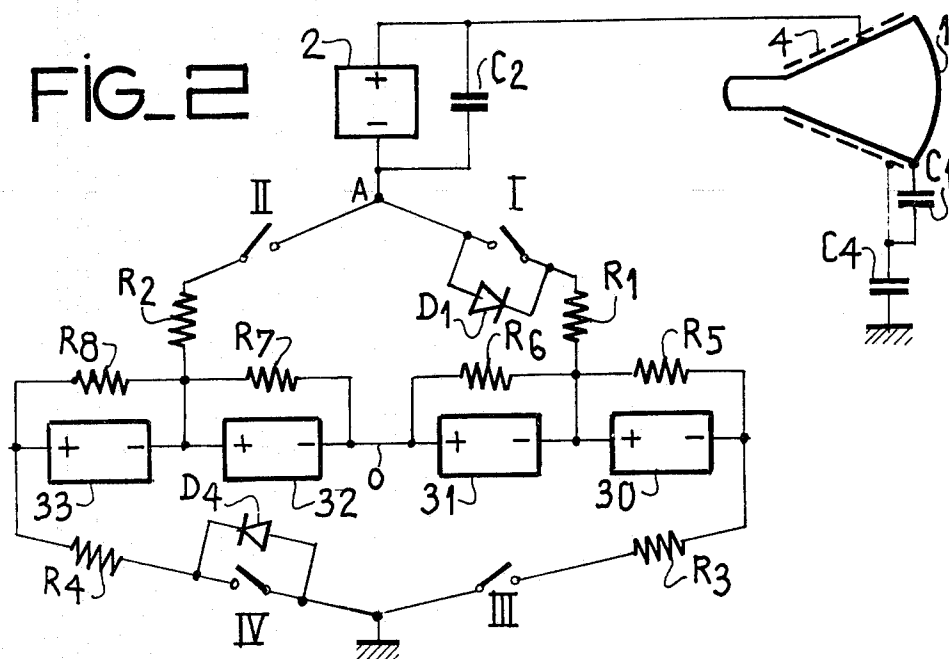 FIG_2
2
+
-
C2
4
1
C1
C4
A
II
I
R2
D1
R1
R8
R7
R6
R5
+ -
+ -
+ -
+ -
33
D4
32
O
31
30
R4
IV
III
R3